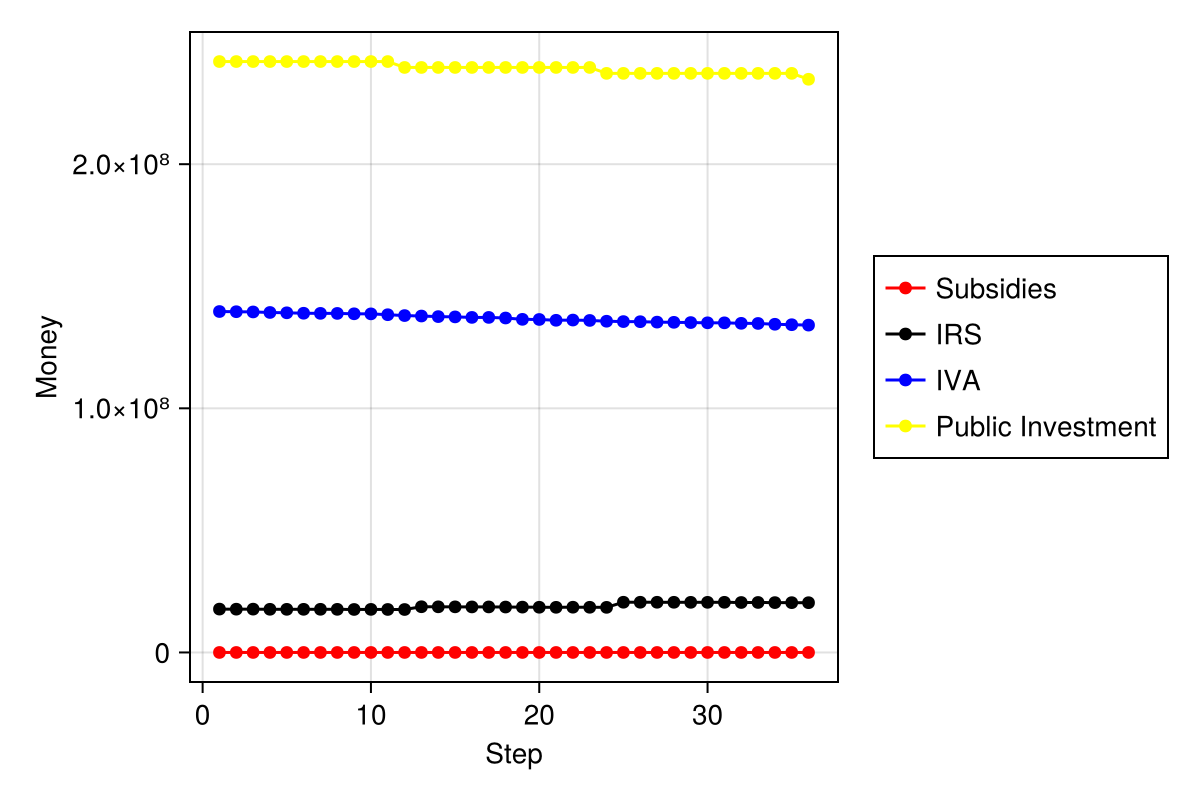 2.0×10⁸
1.0×10⁸
0
Money
0 10 20 30
Step
Subsidies
IRS
IVA
Public Investment